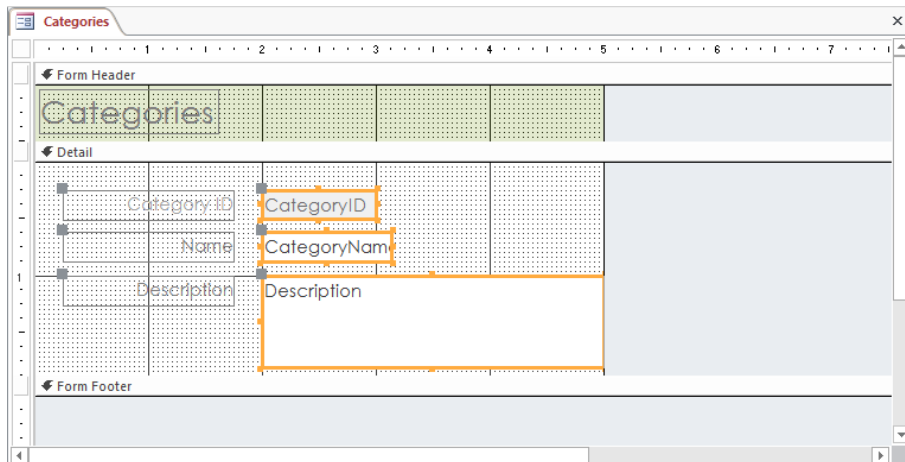 Categories
1 2 3 4 5 6 7
Form Header
Categories
Detail
Category ID CategoryID
Name CategoryName
1
Description Description
Form Footer